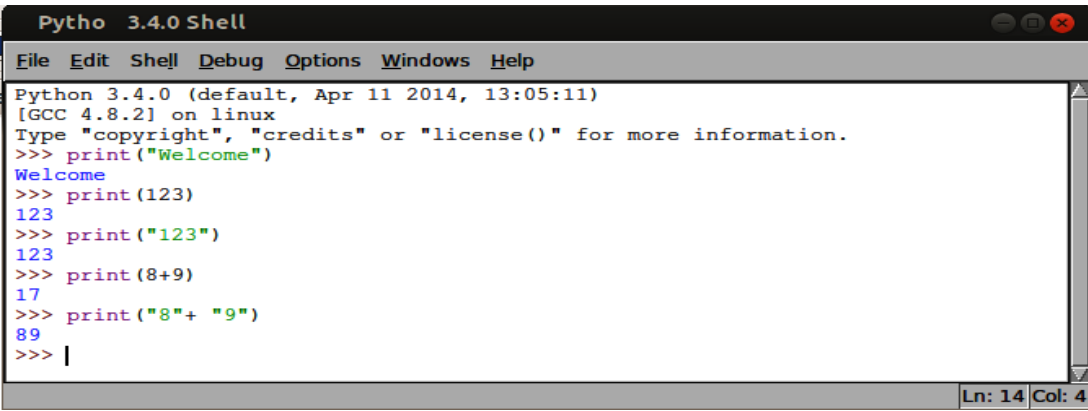 Pytho 3.4.0 Shell
File Edit Shell Debug Options Windows Help
Python 3.4.0 (default, Apr 11 2014, 13:05:11)
[GCC 4.8.2] on linux
Type "copyright", "credits" or "license()" for more information.
>>> print("Welcome")
Welcome
>>> print(123)
123
>>> print("123")
123
>>> print(8+9)
17
>>> print("8"+ "9")
89
>>>
Ln: 14 Col: 4